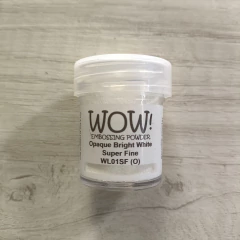 WOW!
EMBOSSING POWDER
Opaque Bright White
Super Fine
WL01SF (O)